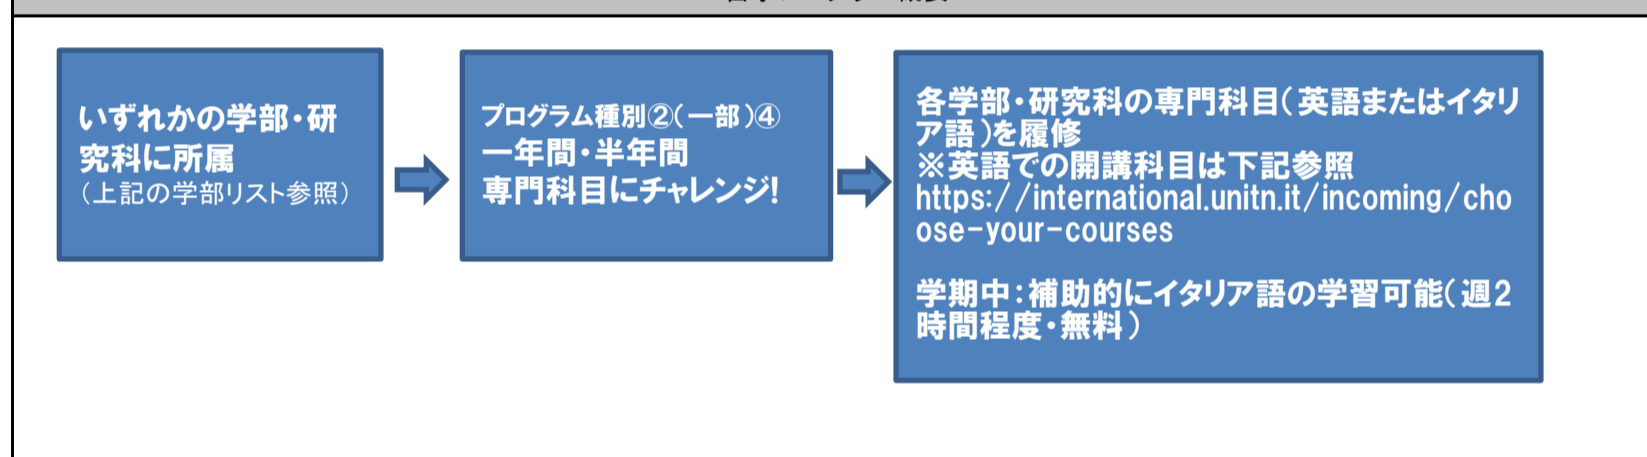 いずれかの学部・研
究科に所属
（上記の学部リスト参照）
プログラム種別②（一部）④
一年間・半年間
専門科目にチャレンジ！
各学部・研究科の専門科目（英語またはイタリ
ア語）を履修
※英語での開講科目は下記参照
https://international.unitn.it/incoming/cho
ose-your-courses
学期中：補助的にイタリア語の学習可能（週2
時間程度・無料）